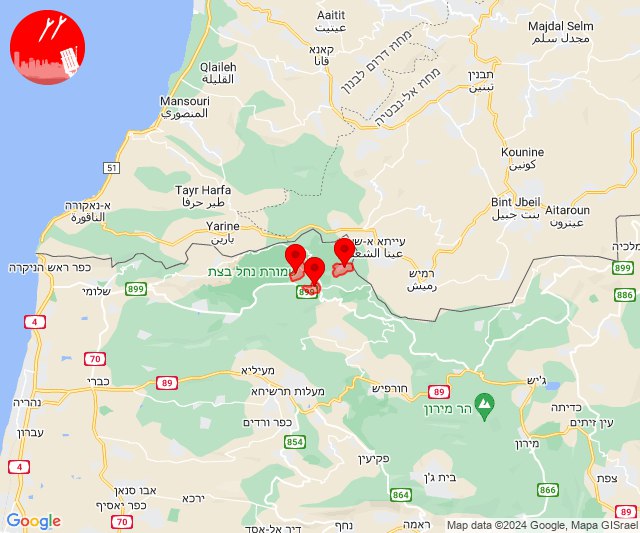 Aaitit
عيتيت
Majdal Selm
مجدل سلم
קאנא
قانا
מחוז דרום לבנון
Qlaileh
القليلة
מחוז אל-נבטיה
תבנין
تبنين
Mansouri
المنصوري
Kounine
كونين
51
Tayr Harfa
طير حرفا
א-נאקורה
الناقورة
Bint Jbeil
بنت جبيل
Aitaroun
عيترون
Yarine
يارين
עייתא א-ש
عيتا الشع
מלכיה
כפר ראש הניקרה
שמורת נחל בצת
רמיש
رميش
899
שלומי
899
899
886
4
70
מעיליא
89
כברי
מעלות תרשיחא
חורפיש
89
ג'יש
נהריה
כפר ורדים
הר מירון
כדיתה
עין זיתים
עברון
854
מירון
4
פקיעין
בית ג'ן
צפת
אבו סנאן
ירכא
864
866
כפר יאסיף
70
נחף
ראמה
דיר אל-אסד
Google
Map data ©2024 Google, Mapa GISrael